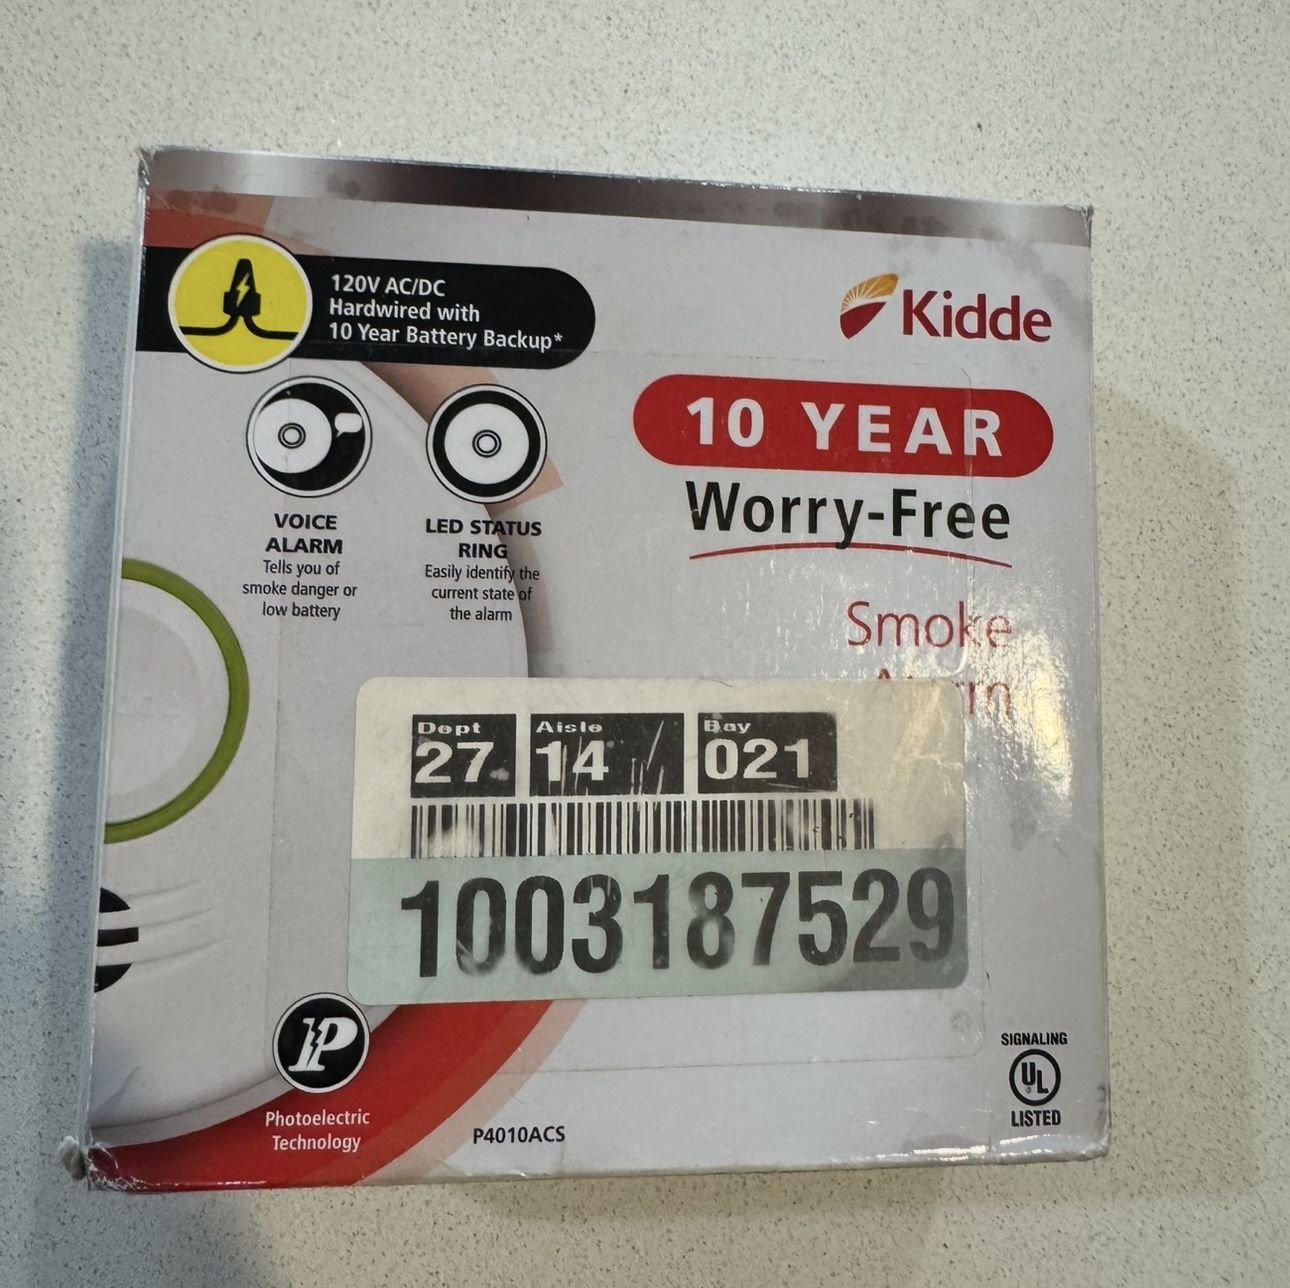 120V AC/DC
Hardwired with
10 Year Battery Backup*
Kidde
10 YEAR
Worry-Free
VOICE
ALARM
Tells you of
smoke danger or
low battery
LED STATUS
RING
Easily identify the
current state of
the alarm
Smoke
Dept
27
Aisle
14
Bay
021
1003187529
P
Photoelectric
Technology
P4010ACS
SIGNALING
UL
LISTED